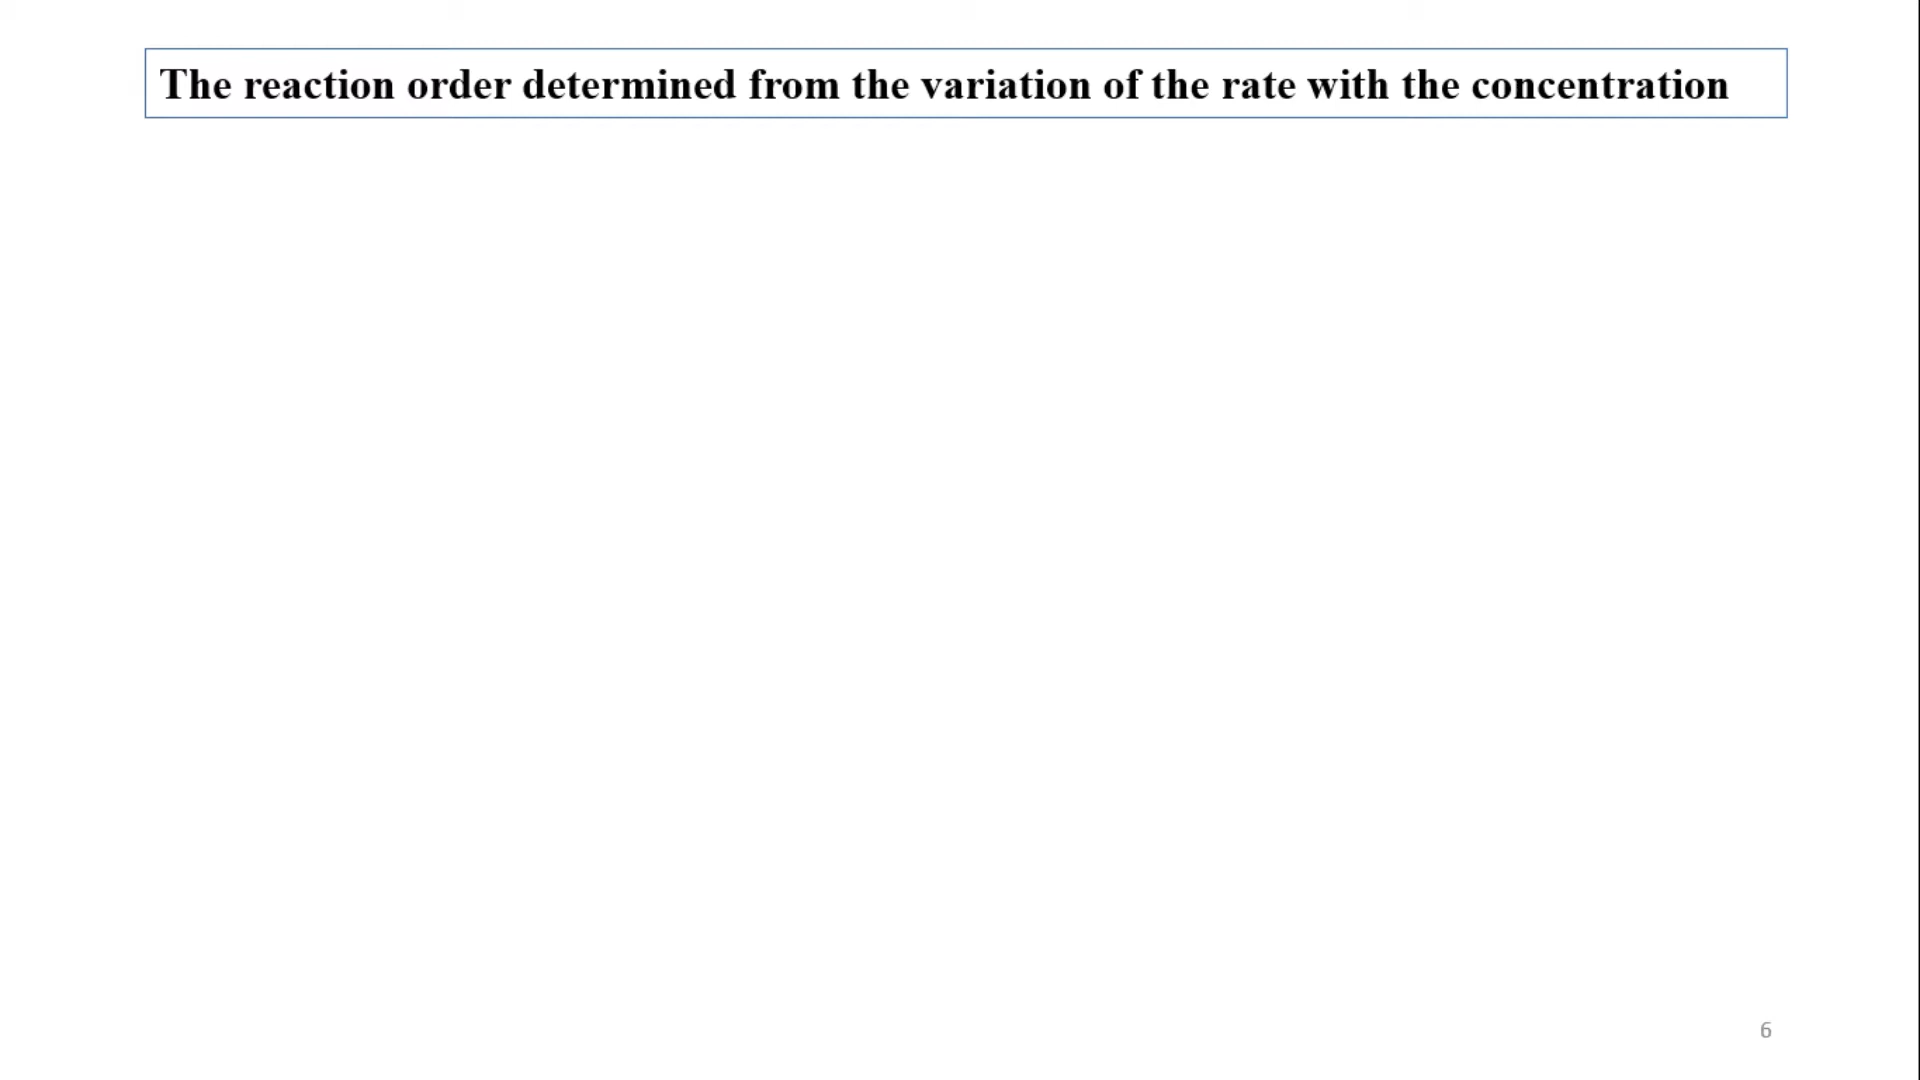 The reaction order determined from the variation of the rate with the concentration
6